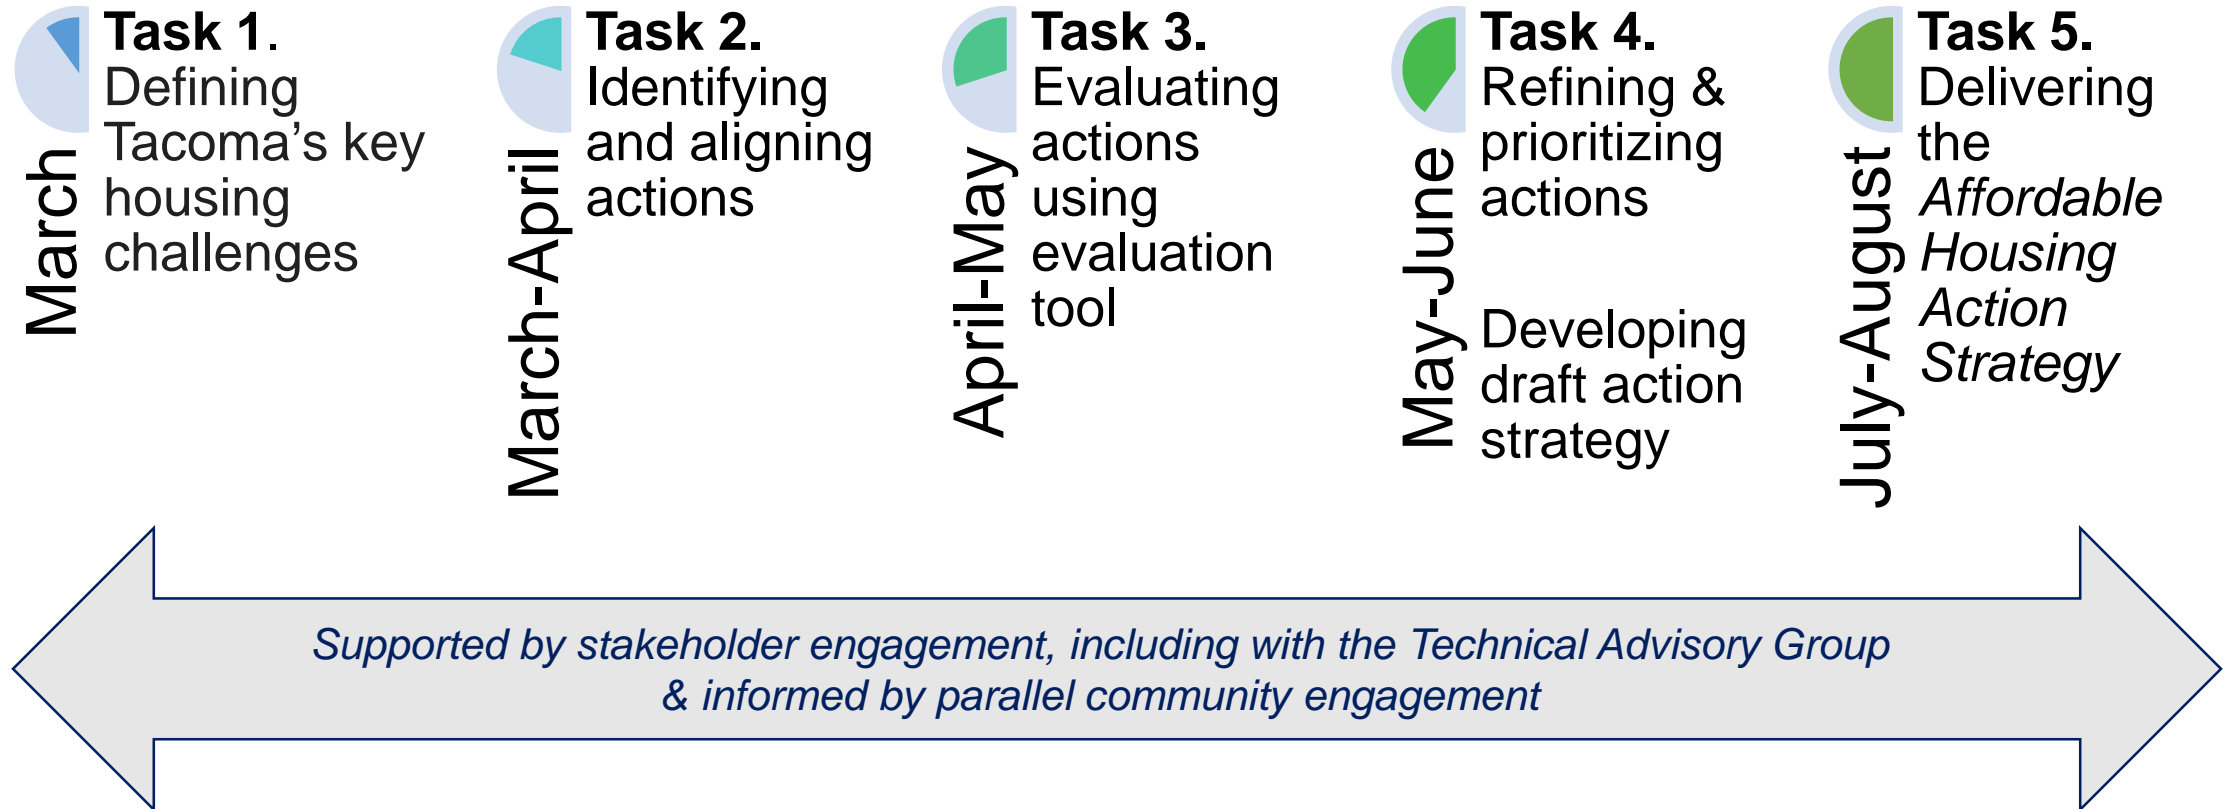 March
Task 1.
Defining
Tacoma’s key
housing
challenges
March-April
Task 2.
Identifying
and aligning
actions
April-May
Task 3.
Evaluating
actions
using
evaluation
tool
May-June
Task 4.
Refining &
prioritizing
actions
Developing
draft action
strategy
July-August
Task 5.
Delivering
the
Affordable
Housing
Action
Strategy
Supported by stakeholder engagement, including with the Technical Advisory Group
& informed by parallel community engagement